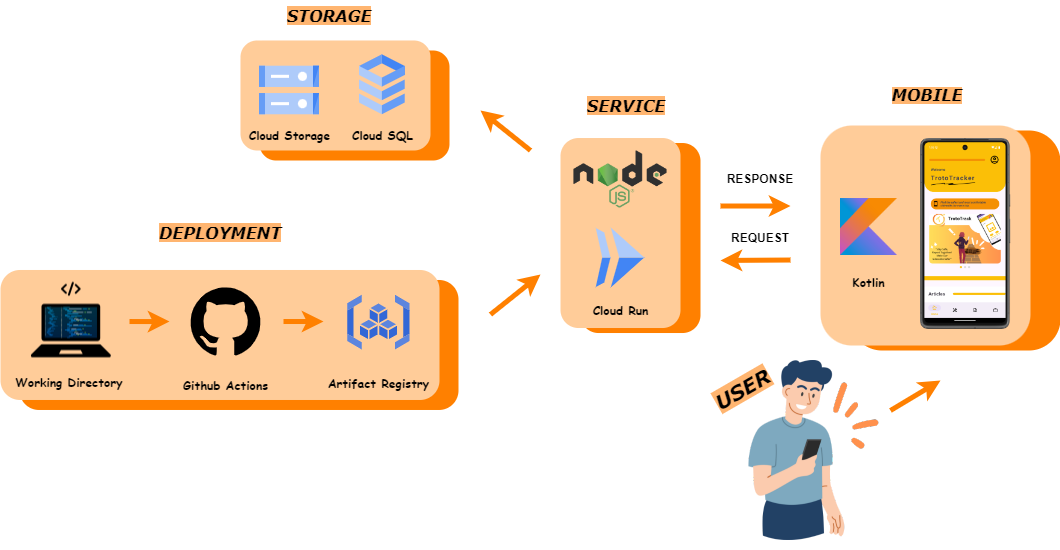 STORAGE
Cloud Storage
Cloud SQL
DEPLOYMENT
</>
Working Directory
Github Actions
Artifact Registry
SERVICE
node
JS
Cloud Run
RESPONSE
REQUEST
MOBILE
Kotlin
TrotoTracker
TrotoTrack
Articles
USER